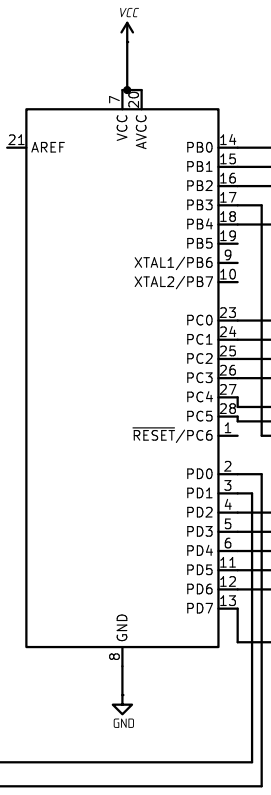 VCC
7
20
VCC
AVCC
21 AREF
PB0 14
PB1 15
PB2 16
PB3 17
PB4 18
PB5 19
XTAL1/PB6 9
XTAL2/PB7 10
PC0 23
PC1 24
PC2 25
PC3 26
PC4 27
PC5 28
RESET/PC6 1
PD0 2
PD1 3
PD2 4
PD3 5
PD4 6
PD5 11
PD6 12
PD7 13
GND
8
GND